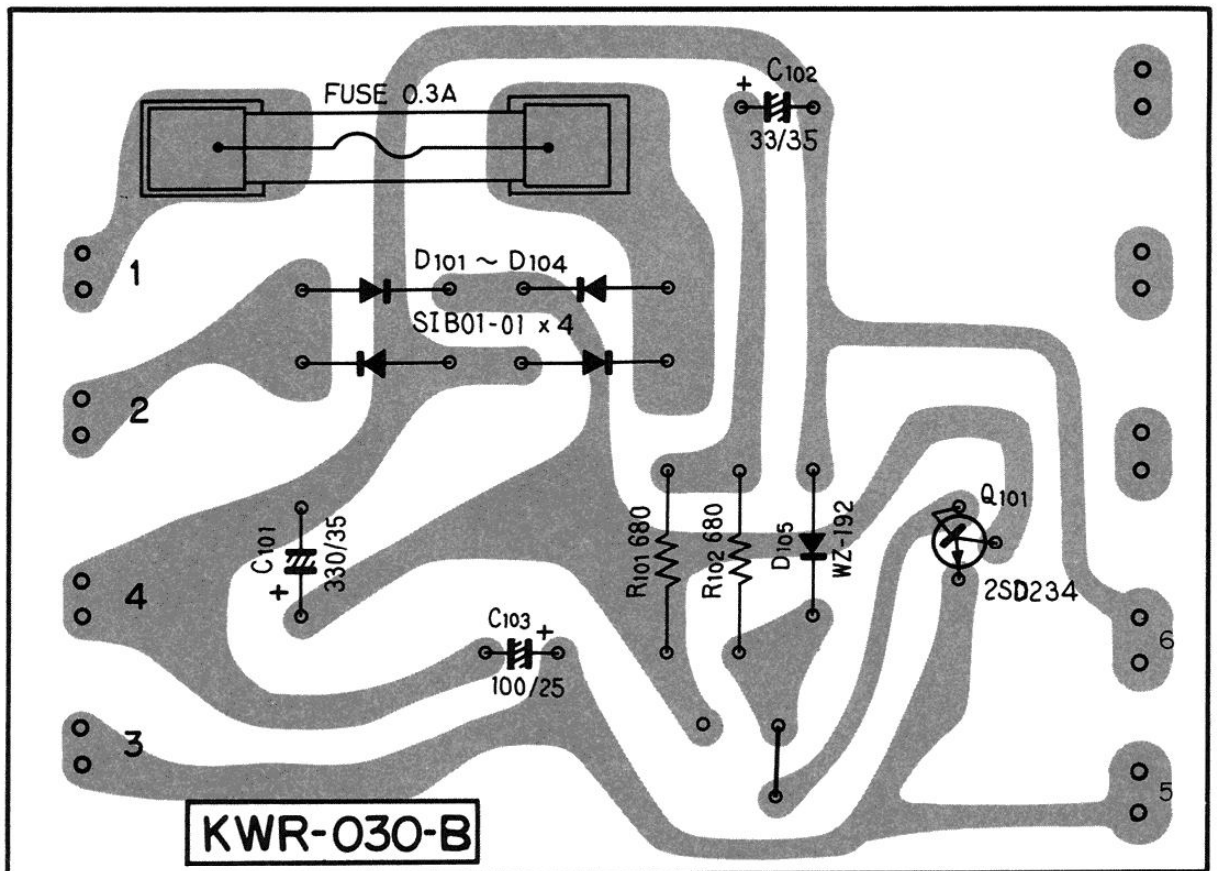 FUSE 0.3A
C102
+
33/35
1
D101 ~ D104
SIB01-01 x 4
2
C101
330/35
+
R101 680
R102 680
D105
WZ-192
Q101
2SD234
4
C103
+
100/25
6
3
5
KWR-030-B